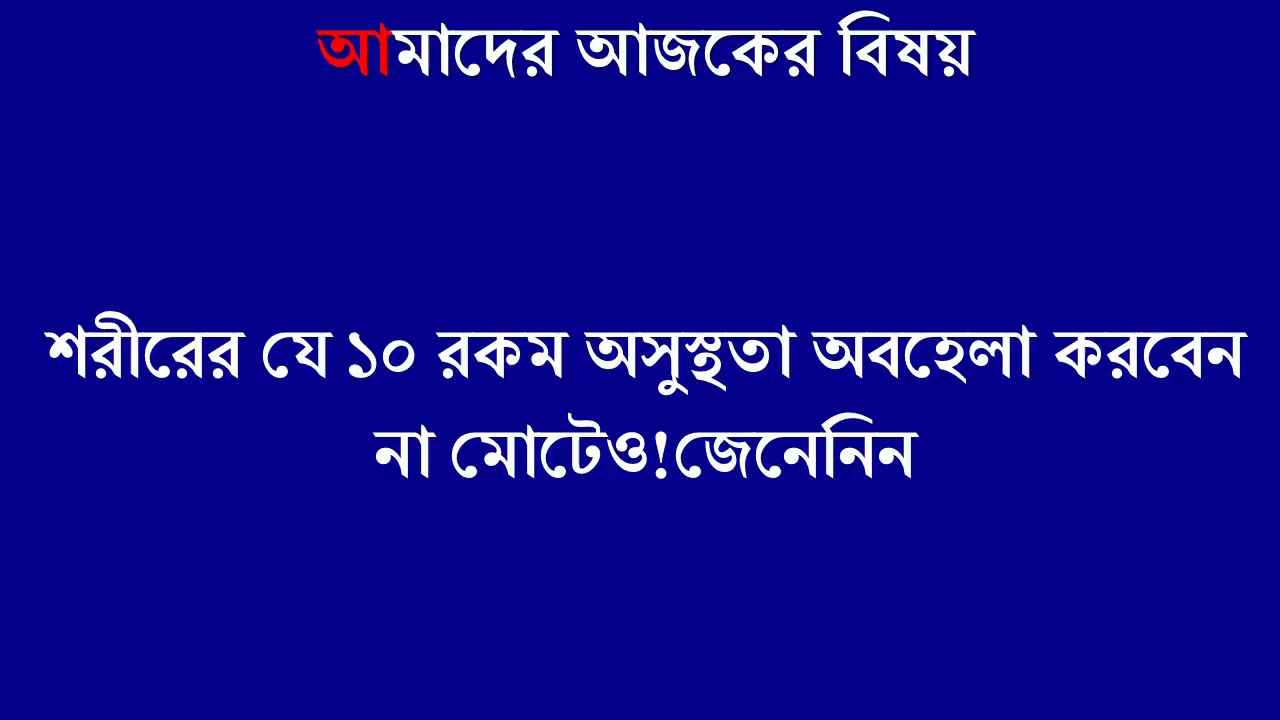 আমাদের আজকের বিষয়
শরীরের যে ১০ রকম অসুস্থতা অবহেলা করবেন
না মোটেও!জেনেনিন